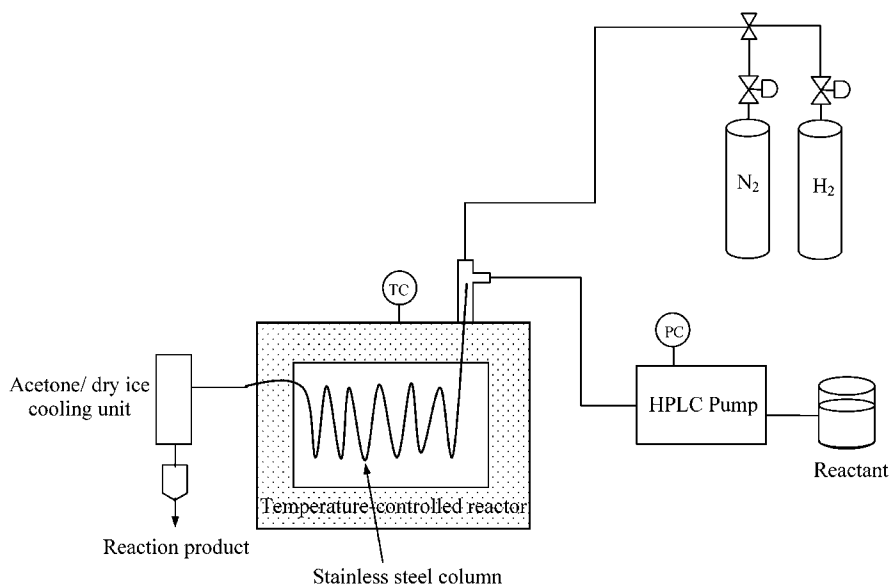 N₂
H₂
TC
PC
Acetone/ dry ice
cooling unit
HPLC Pump
Reactant
Temperature-controlled reactor
Reaction product
Stainless steel column